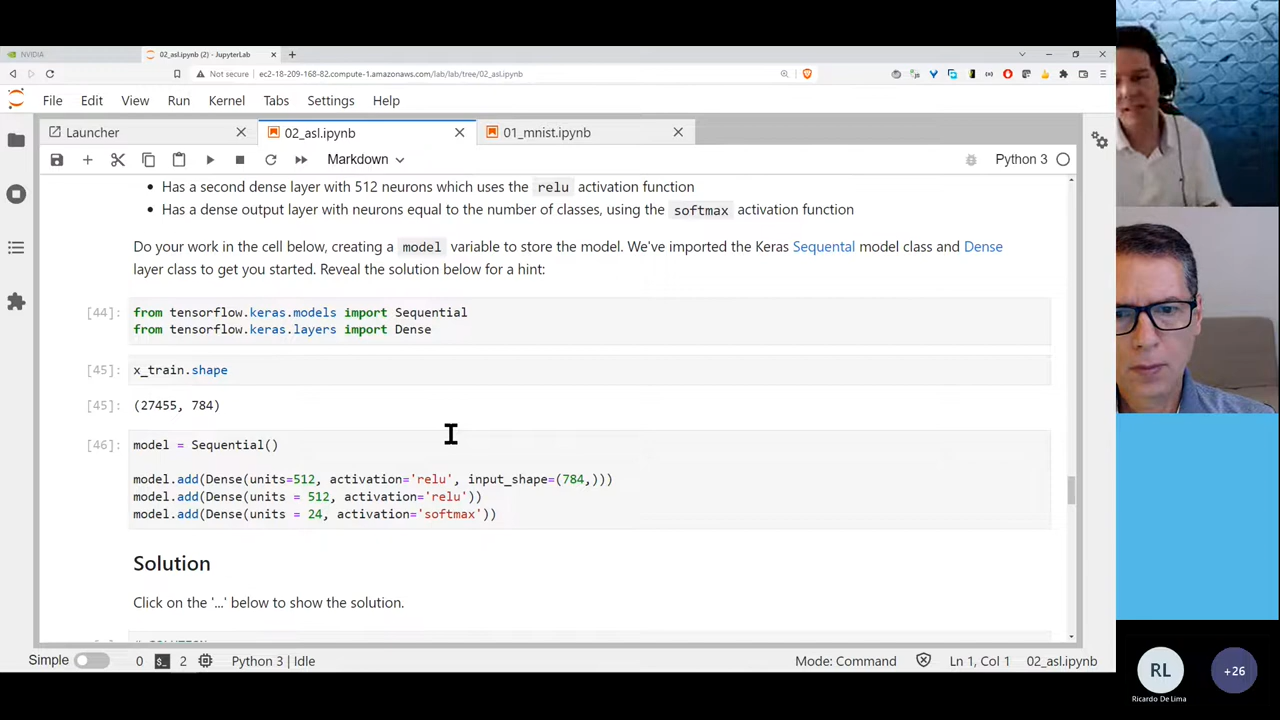 NVIDIA
02_asl.ipynb (2) - JupyterLab
Not secure
ec2-18-209-168-82.compute-1.amazonaws.com/lab/lab/tree/02_asl.ipynb
File Edit View Run Kernel Tabs Settings Help
Launcher
02_asl.ipynb
01_mnist.ipynb
Markdown
Python 3
• Has a second dense layer with 512 neurons which uses the relu activation function
• Has a dense output layer with neurons equal to the number of classes, using the softmax activation function
Do your work in the cell below, creating a model variable to store the model. We've imported the Keras Sequental model class and Dense
layer class to get you started. Reveal the solution below for a hint:
[44]: from tensorflow.keras.models import Sequential
from tensorflow.keras.layers import Dense
[45]: x_train.shape
[45]: (27455, 784)
[46]: model = Sequential()
model.add(Dense(units=512, activation='relu', input_shape=(784,)))
model.add(Dense(units = 512, activation='relu'))
model.add(Dense(units = 24, activation='softmax'))
Solution
Click on the '...' below to show the solution.
Simple
0
2
Python 3 | Idle
Mode: Command
Ln 1, Col 1
02_asl.ipynb
RL
+26
Ricardo De Lima